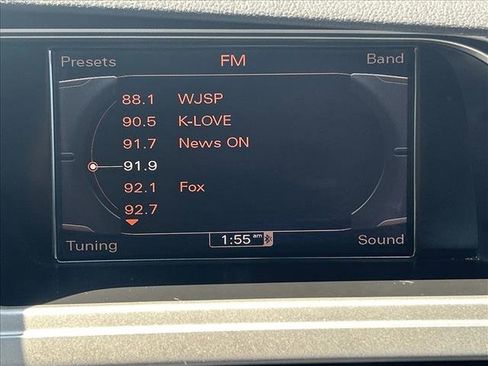 Presets FM Band
88.1 WJSP
90.5 K-LOVE
91.7 News ON
91.9
92.1 Fox
92.7
Tuning 1:55 am Sound